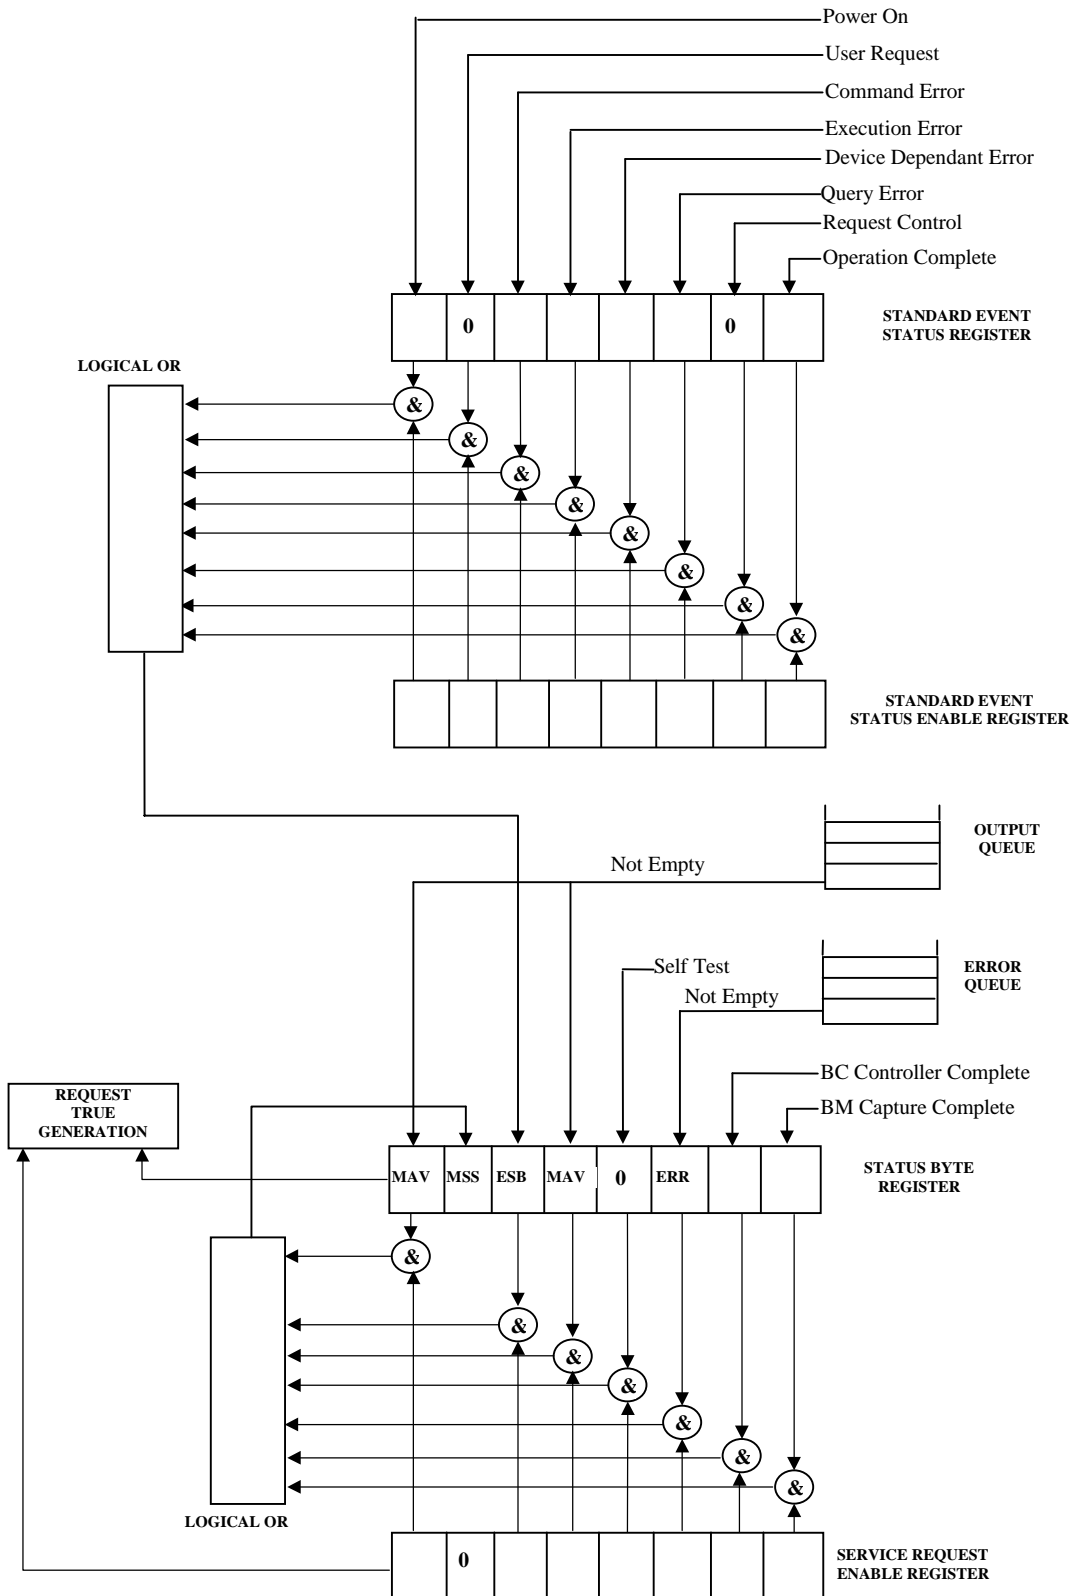 Power On
User Request
Command Error
Execution Error
Device Dependant Error
Query Error
Request Control
Operation Complete
0
0
STANDARD EVENT
STATUS REGISTER
LOGICAL OR
&
&
&
&
&
&
&
&
STANDARD EVENT
STATUS ENABLE REGISTER
OUTPUT
QUEUE
Not Empty
Self Test
ERROR
QUEUE
Not Empty
BC Controller Complete
BM Capture Complete
REQUEST
TRUE
GENERATION
MAV
MSS
ESB
MAV
0
ERR
STATUS BYTE
REGISTER
&
&
&
&
&
&
&
LOGICAL OR
0
SERVICE REQUEST
ENABLE REGISTER